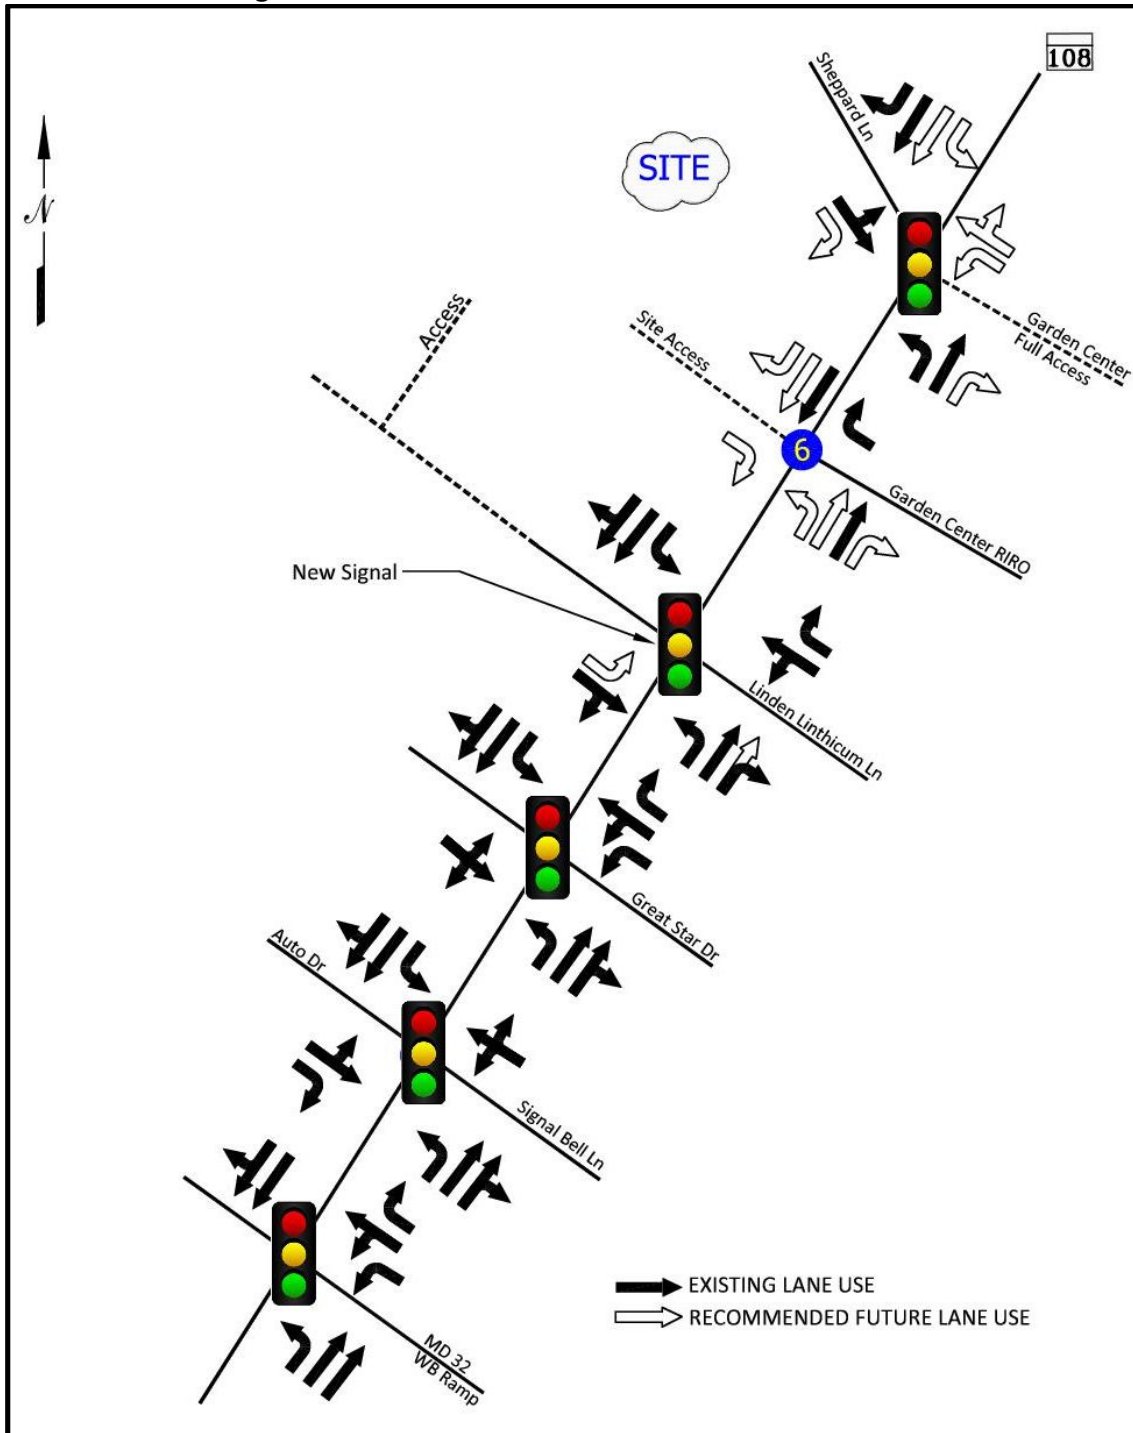 108
Sheppard Ln
SITE
N
Access
Site Access
Garden Center
Full Access
6
Garden Center RIRO
New Signal
Linden Linthicum Ln
Great Star Dr
Auto Dr
Signal Bell Ln
EXISTING LANE USE
RECOMMENDED FUTURE LANE USE
MD 32
WB Ramp